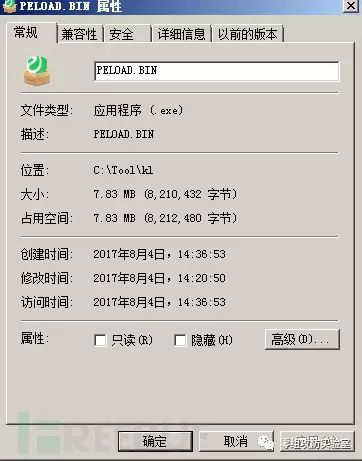 PELOAD.BIN 属性
常规 兼容性 安全 详细信息 以前的版本
PELOAD.BIN
文件类型: 应用程序 (.exe)
描述: PELOAD.BIN
位置: C:\Tool\kl
大小: 7.83 MB (8,210,432 字节)
占用空间: 7.83 MB (8,212,480 字节)
创建时间: 2017年8月4日，14:36:53
修改时间: 2017年8月4日，14:20:50
访问时间: 2017年8月4日，14:36:53
属性: 只读(R) 隐藏(H) 高级(D)...
确定 取消